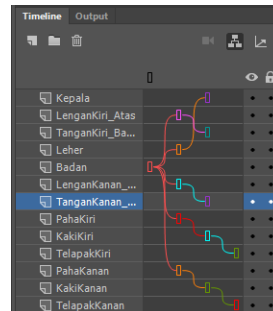 Timeline Output
Kepala
LenganKiri_Atas
TanganKiri_Ba...
Leher
Badan
LenganKanan_...
TanganKanan_...
PahaKiri
KakiKiri
TelapakKiri
PahaKanan
KakiKanan
TelapakKanan